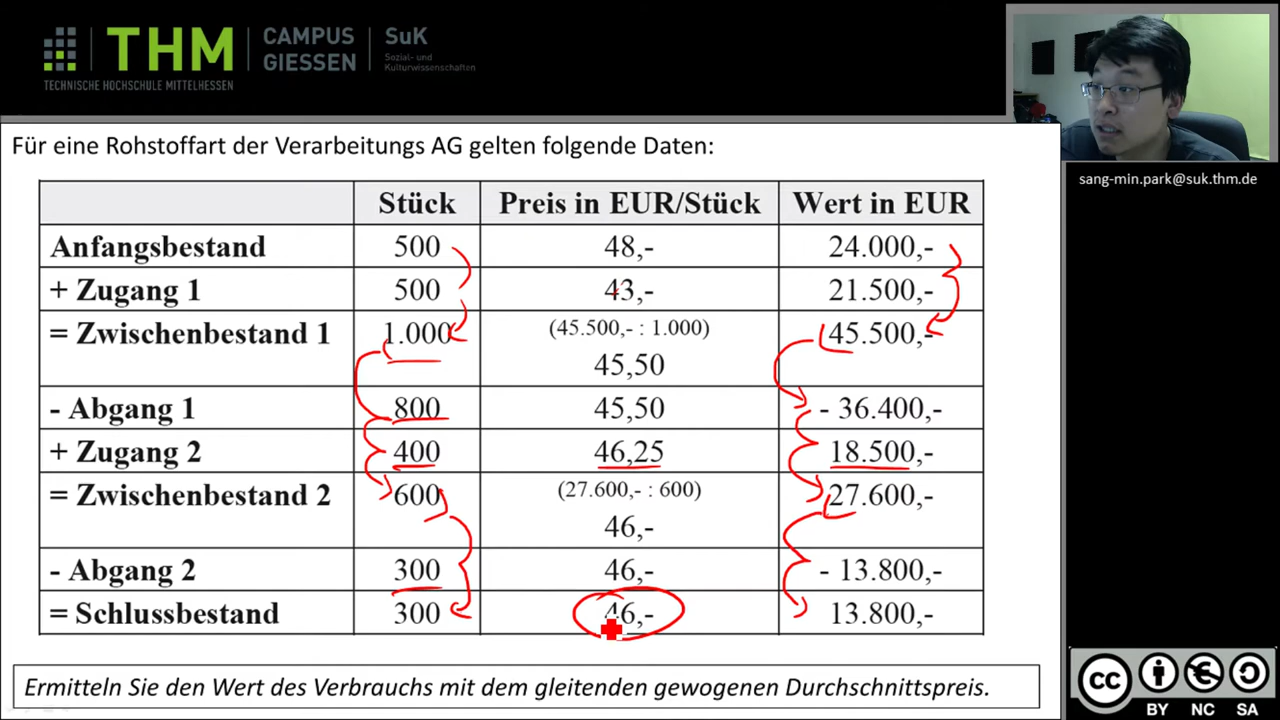 THM
TECHNISCHE HOCHSCHULE MITTELHESSEN
CAMPUS
GIESSEN
SuK
Sozial- und
Kulturwissenschaften
sang-min.park@suk.thm.de
Für eine Rohstoffart der Verarbeitungs AG gelten folgende Daten:
Stück Preis in EUR/Stück Wert in EUR
Anfangsbestand 500 48,- 24.000,-
+ Zugang 1 500 43,- 21.500,-
= Zwischenbestand 1 1.000 (45.500,- : 1.000) 45.500,-
45,50
- Abgang 1 800 45,50 - 36.400,-
+ Zugang 2 400 46,25 18.500,-
= Zwischenbestand 2 600 (27.600,- : 600) 27.600,-
46,-
- Abgang 2 300 46,- - 13.800,-
= Schlussbestand 300 46,- 13.800,-
Ermitteln Sie den Wert des Verbrauchs mit dem gleitenden gewogenen Durchschnittspreis.
cc
BY NC SA